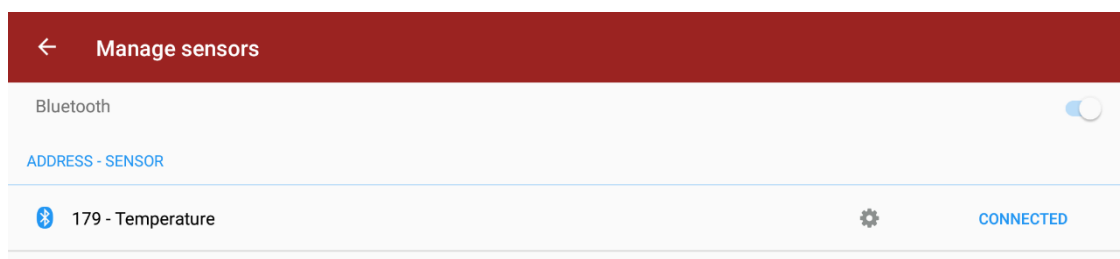 Manage sensors
Bluetooth
ADDRESS - SENSOR
179 - Temperature CONNECTED